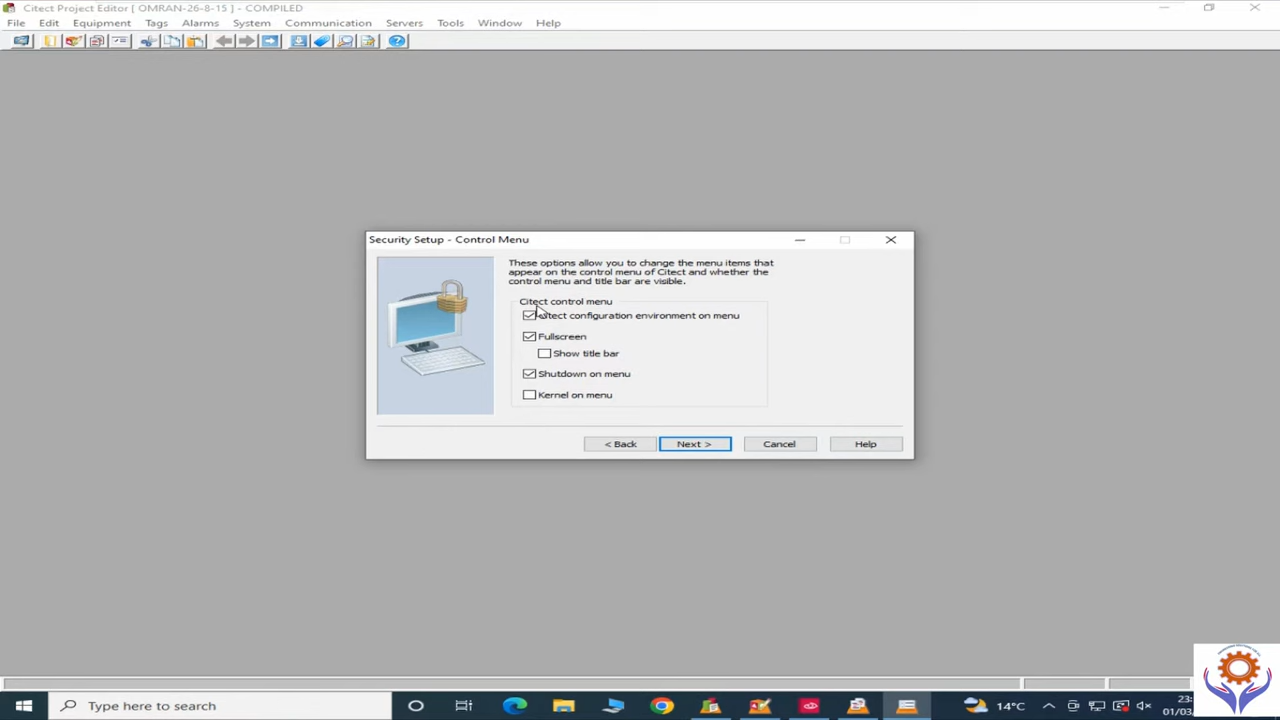 Citect Project Editor [ OMRAN-26-8-15 ] - COMPILED
File Edit Equipment Tags Alarms System Communication Servers Tools Window Help
Security Setup - Control Menu
These options allow you to change the menu items that
appear on the control menu of Citect and whether the
control menu and title bar are visible.
Citect control menu
Citect configuration environment on menu
Fullscreen
Show title bar
Shutdown on menu
Kernel on menu
< Back Next > Cancel Help
Type here to search
14°C
23:
01/03